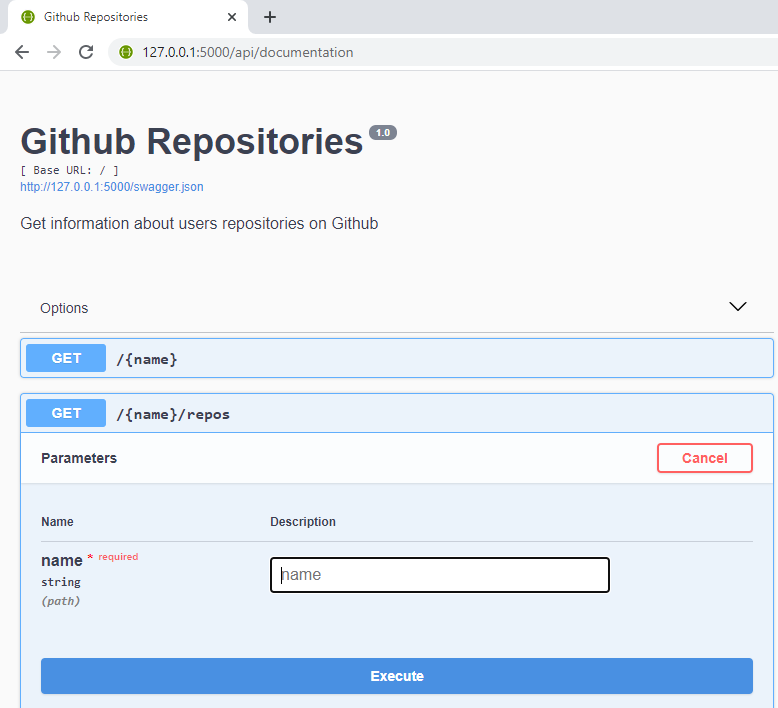 Github Repositories
127.0.0.1:5000/api/documentation
Github Repositories 1.0
[ Base URL: / ]
http://127.0.0.1:5000/swagger.json
Get information about users repositories on Github
Options
GET /{name}
GET /{name}/repos
Parameters Cancel
Name Description
name * required
string
(path)
name
Execute